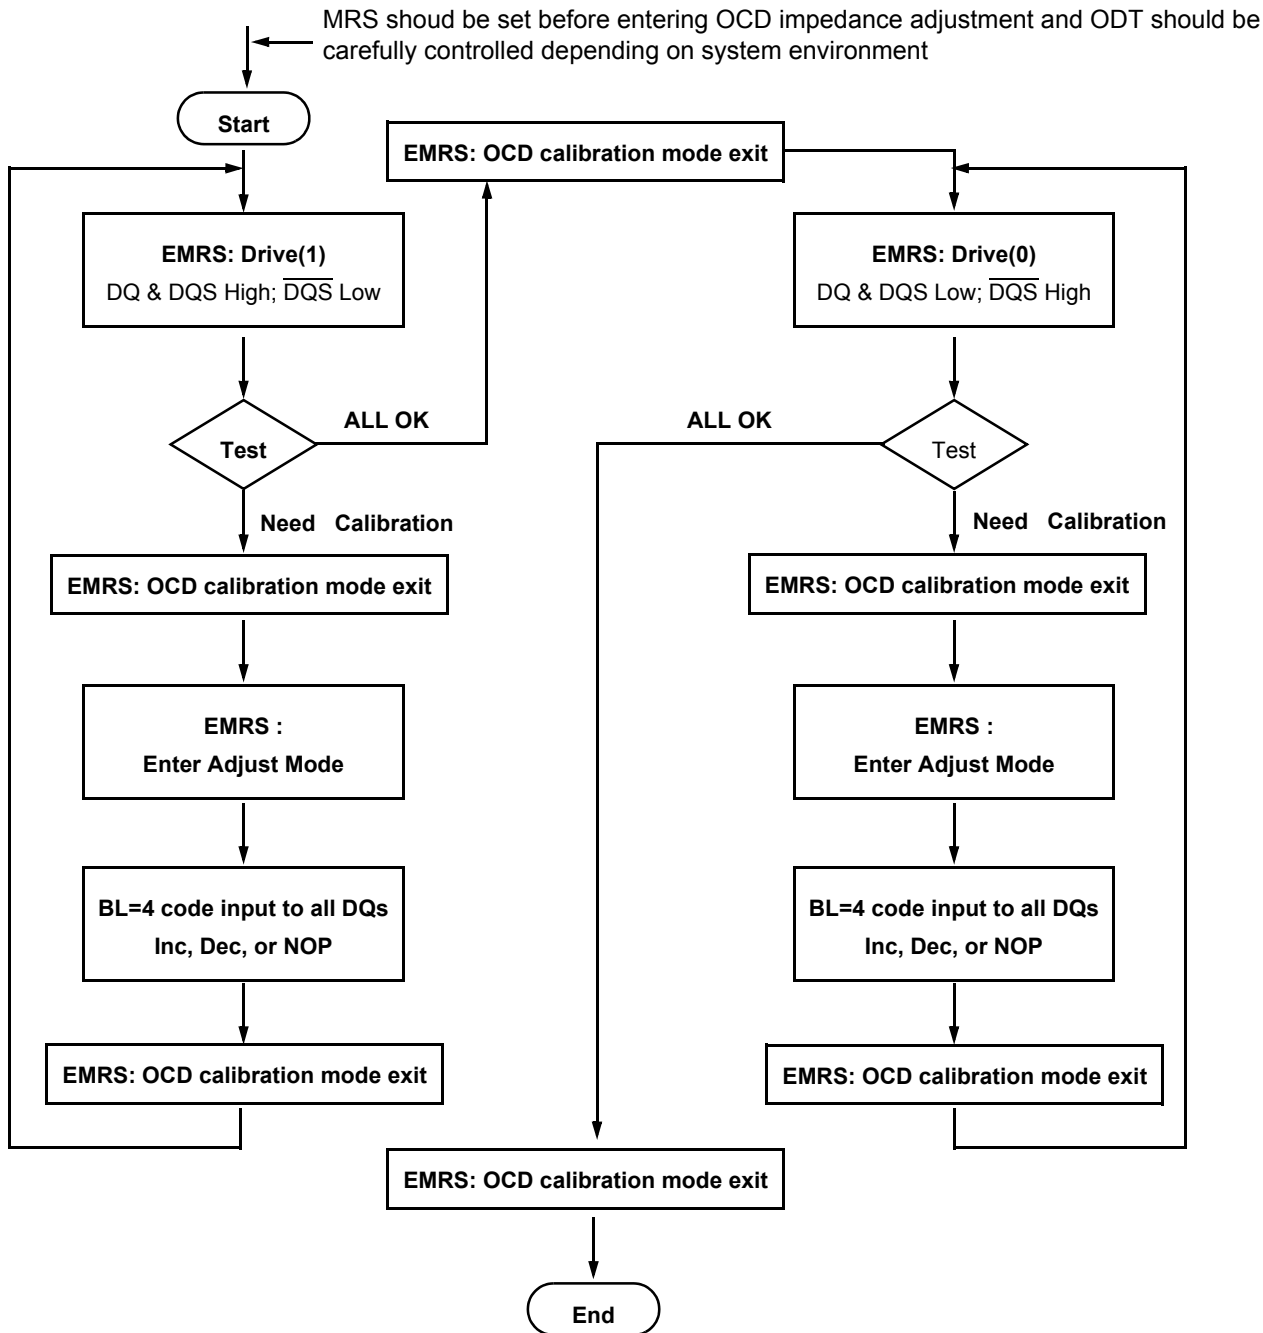 MRS shoud be set before entering OCD impedance adjustment and ODT should be
carefully controlled depending on system environment
Start
EMRS: OCD calibration mode exit
EMRS: Drive(1)
DQ & DQS High; D̅Q̅S̅ Low
EMRS: Drive(0)
DQ & DQS Low; D̅Q̅S̅ High
Test
ALL OK
ALL OK
Test
Need Calibration
Need Calibration
EMRS: OCD calibration mode exit
EMRS: OCD calibration mode exit
EMRS :
Enter Adjust Mode
EMRS :
Enter Adjust Mode
BL=4 code input to all DQs
Inc, Dec, or NOP
BL=4 code input to all DQs
Inc, Dec, or NOP
EMRS: OCD calibration mode exit
EMRS: OCD calibration mode exit
EMRS: OCD calibration mode exit
End